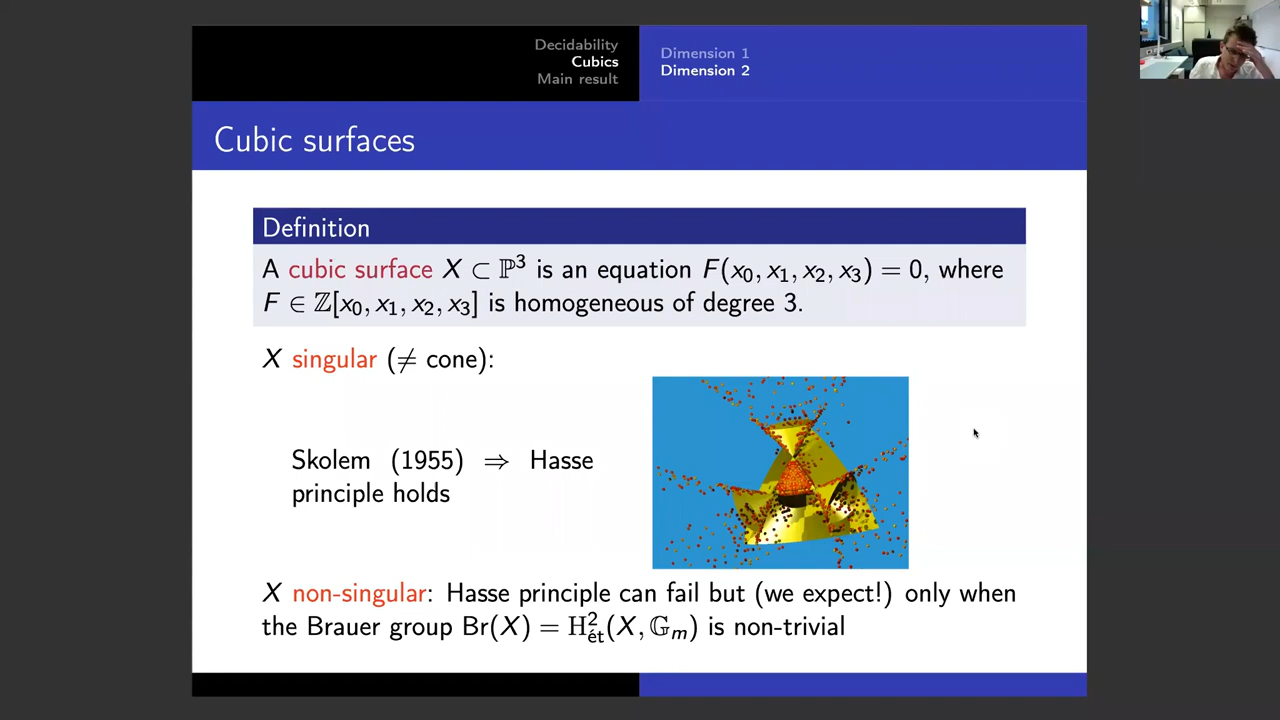 Decidability
Cubics
Main result
Dimension 1
Dimension 2
Cubic surfaces
Definition
A cubic surface X ⊂ ℙ³ is an equation F(x₀, x₁, x₂, x₃) = 0, where
F ∈ ℤ[x₀, x₁, x₂, x₃] is homogeneous of degree 3.
X singular (≠ cone):
Skolem (1955) ⇒ Hasse
principle holds
X non-singular: Hasse principle can fail but (we expect!) only when
the Brauer group Br(X) = H²ₑ́ₜ(X, 𝔾ₘ) is non-trivial